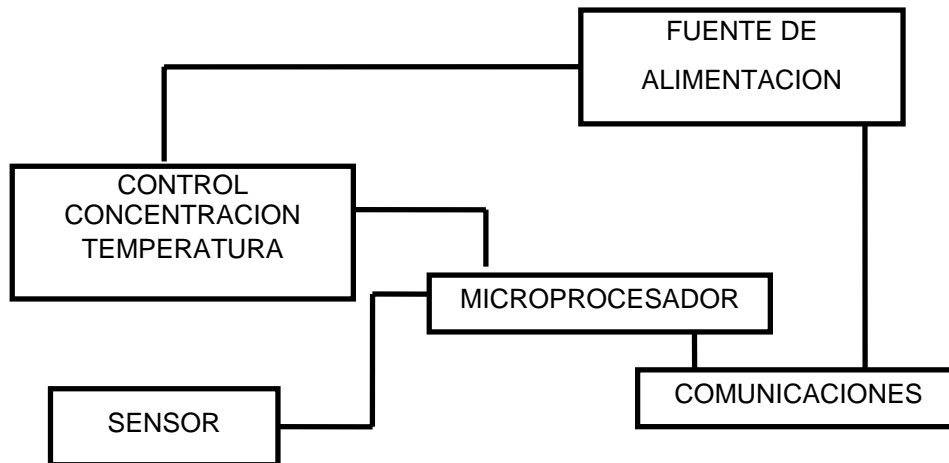 FUENTE DE
ALIMENTACION
CONTROL
CONCENTRACION
TEMPERATURA
MICROPROCESADOR
COMUNICACIONES
SENSOR